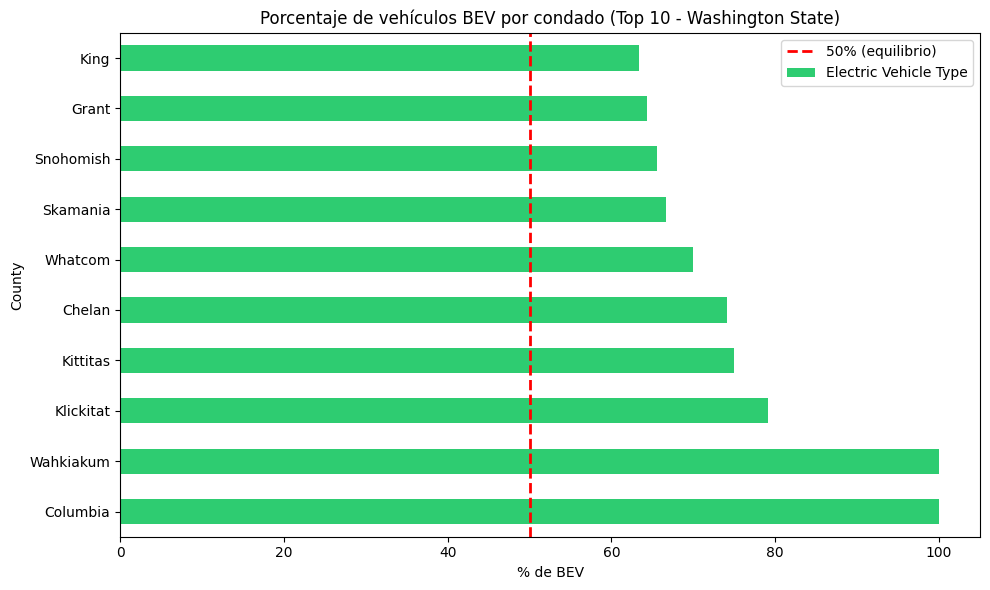 Porcentaje de vehículos BEV por condado (Top 10 - Washington State)
50% (equilibrio)
Electric Vehicle Type
County
King
Grant
Snohomish
Skamania
Whatcom
Chelan
Kittitas
Klickitat
Wahkiakum
Columbia
0 20 40 60 80 100
% de BEV